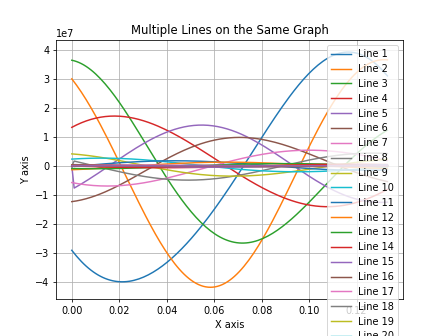 Multiple Lines on the Same Graph
1e7
4
3
2
1
0
−1
−2
−3
−4
Y axis
0.00
0.02
0.04
0.06
0.08
0.10
X axis
Line 1
Line 2
Line 3
Line 4
Line 5
Line 6
Line 7
Line 8
Line 9
Line 10
Line 11
Line 12
Line 13
Line 14
Line 15
Line 16
Line 17
Line 18
Line 19
Line 20